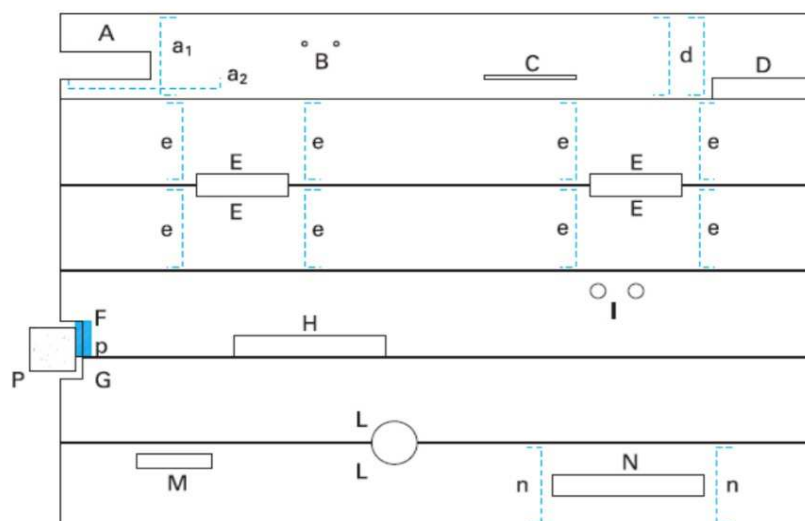 A a₁ B C d D
a₂
e e e e
E E
E E
e e e e
I
F H
p
P G
L
L N
M n n